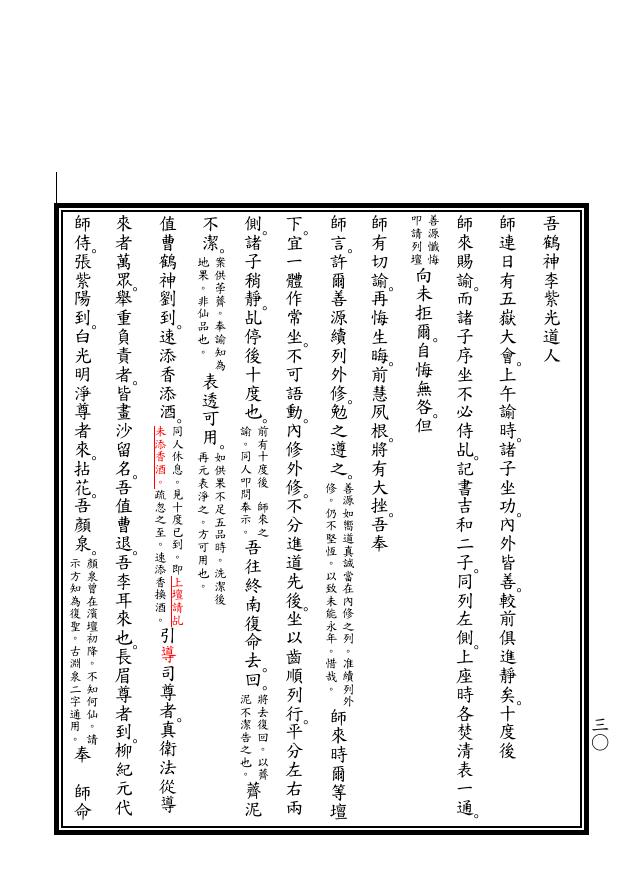 吾鶴神李紫光道人
師連日有五嶽大會。上午諭時。諸子坐功。內外皆善。較前俱進靜矣。十度後
師來賜諭。而諸子序坐不必侍乩。記書吉和二子。同列左側。上座時各焚清表一通。
善源懺悔叩請列壇向未拒爾。自悔無咎。但
師有切諭。再悔生晦。前慧夙根。將有大挫。吾奉
師言。許爾善源續列外修。勉之遵之。善源如嚮道真誠當在內修之列。准續列外修。仍不堅恆。以致未能永年。惜哉。師來時爾等壇
下。宜一體作常坐。不可語動。內修外修。不分進道先後。坐以齒順列行。平分左右兩
側。諸子稍靜。乩停後十度也。前有十度後　師來之諭。同人叩問奉示。吾往終南復命去。回。將去復回。以薺泥不潔告之也。薺泥
不潔。案供荸薺。奉諭知為地果。非仙品也。表透可用。如供果不足五品時。洗潔後再元表淨之。方可用也。
值曹鶴神劉到。速添香添酒。同人休息。見十度已到。即上壇請乩未添香酒。疏忽之至。速添香換酒。引導司尊者。真衛法從導
來者萬眾。舉重負責者。皆畫沙留名。吾值曹退。吾李耳來也。長眉尊者到。柳紀元代
師侍。張紫陽到。白光明淨尊者來。拈花。吾顏泉。顏泉曾在濱壇初降。不知何仙。請示方知為復聖。古淵泉二字通用。奉　師命
三〇